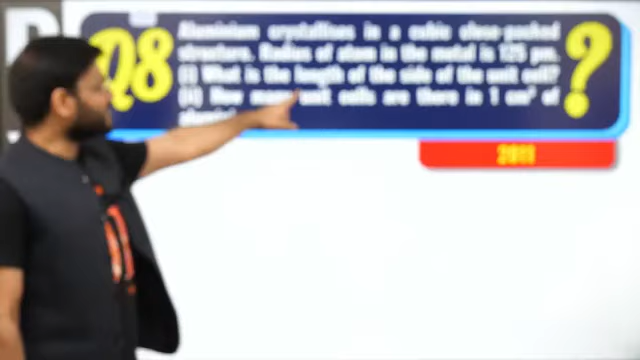 Q8 Aluminium crystallises in a cubic close-packed
structure. Radius of atom in the metal is 125 pm.
(i) What is the length of the side of the unit cell?
(ii) How many unit cells are there in 1 cm³ of
?
2011